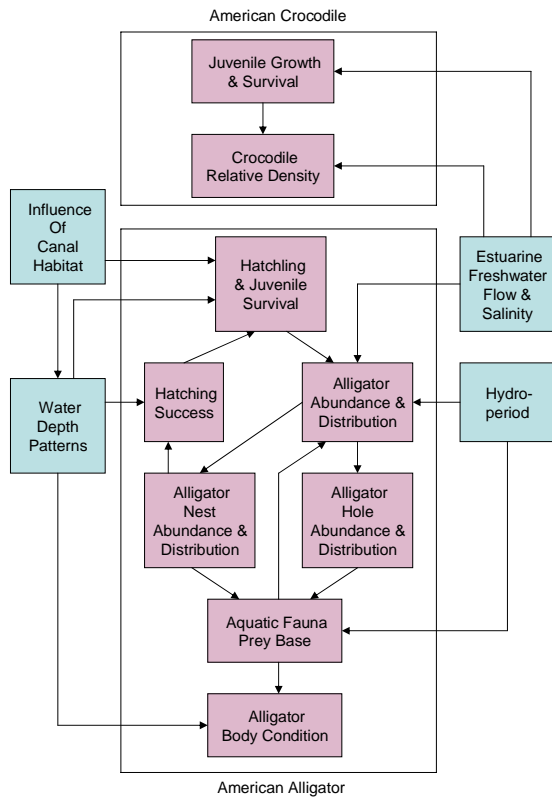 American Crocodile
Juvenile Growth
& Survival
Crocodile
Relative Density
Influence
Of
Canal
Habitat
Hatchling
& Juvenile
Survival
Estuarine
Freshwater
Flow &
Salinity
Water
Depth
Patterns
Hatching
Success
Alligator
Abundance &
Distribution
Hydro-
period
Alligator
Nest
Abundance &
Distribution
Alligator
Hole
Abundance &
Distribution
Aquatic Fauna
Prey Base
Alligator
Body Condition
American Alligator